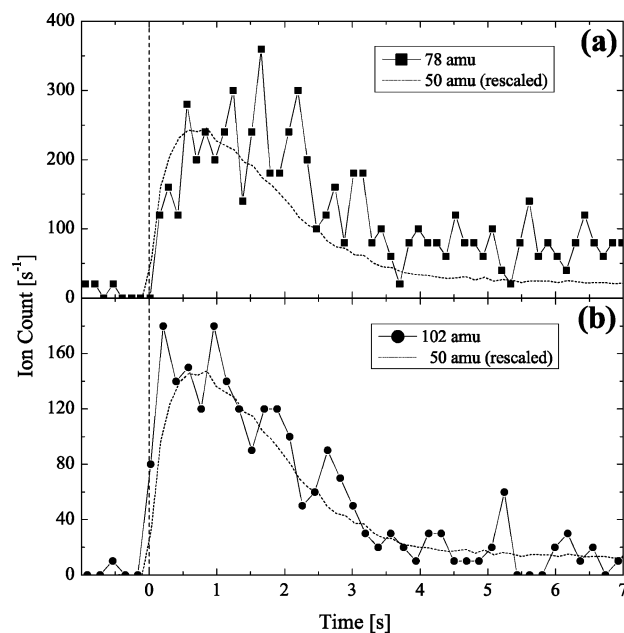 (a)
400
300
200
100
0
78 amu
50 amu (rescaled)
Ion Count [s⁻¹]
(b)
160
120
80
40
0
102 amu
50 amu (rescaled)
0 1 2 3 4 5 6 7
Time [s]